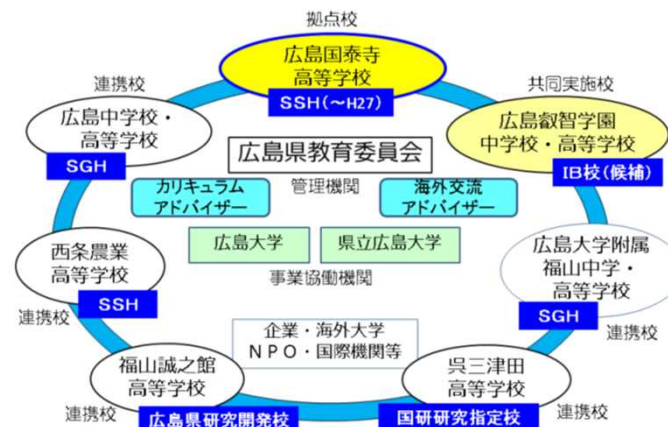 拠点校
広島国泰寺
高等学校
SSH(~H27)
連携校
広島中学校・
高等学校
SGH
共同実施校
広島叡智学園
中学校・高等学校
IB校(候補)
広島県教育委員会
管理機関
カリキュラム
アドバイザー
海外交流
アドバイザー
広島大学
県立広島大学
事業協働機関
西条農業
高等学校
SSH
連携校
広島大学附属
福山中学・
高等学校
SGH
連携校
企業・海外大学
NPO・国際機関等
福山誠之館
高等学校
連携校
広島県研究開発校
呉三津田
高等学校
国研研究指定校
連携校